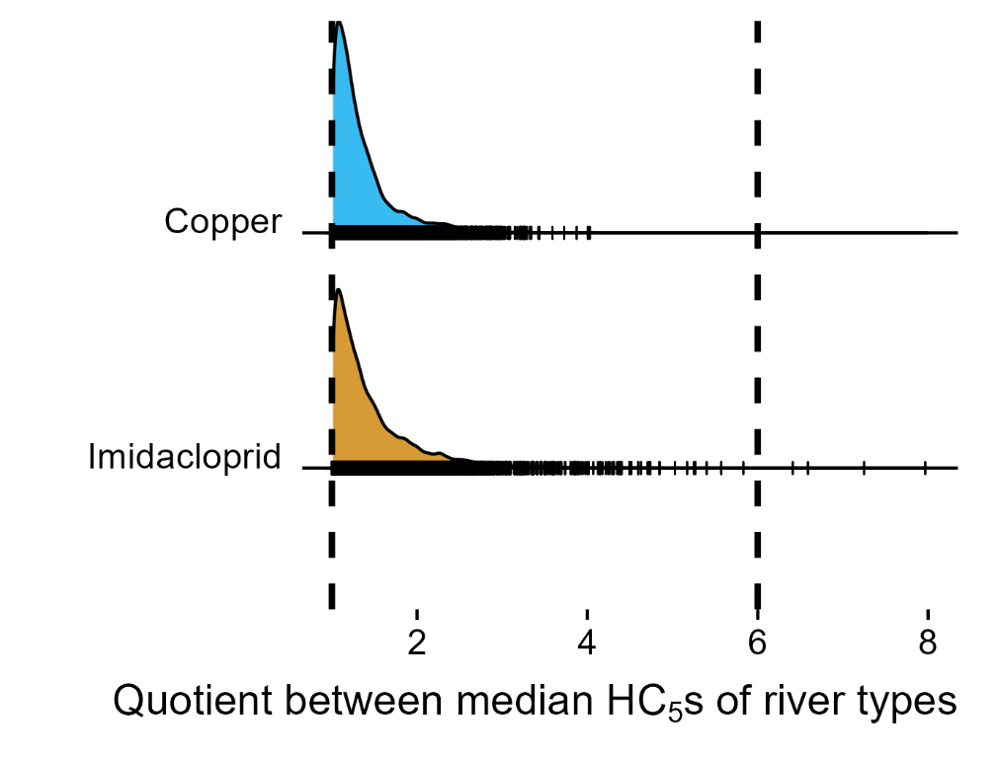 Copper
Imidacloprid
2 4 6 8
Quotient between median HC₅s of river types